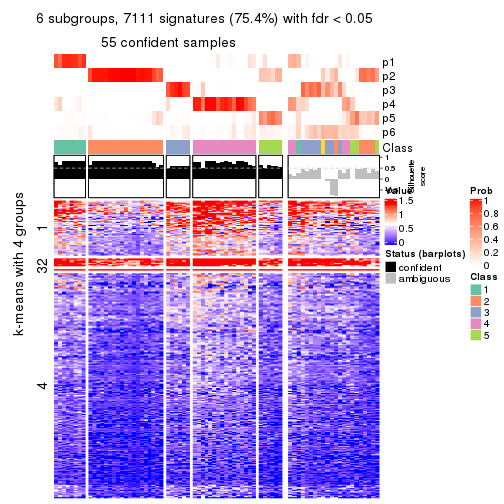 6 subgroups, 7111 signatures (75.4%) with fdr < 0.05
55 confident samples
p1
p2
p3
p4
p5
p6
Class
1
0.5
0
Silhouette
score
k-means with 4 groups
1
32
4
Value
1.5
1
0.5
0
Status (barplots)
confident
ambiguous
Prob
1
0.8
0.6
0.4
0.2
0
Class
1
2
3
4
5